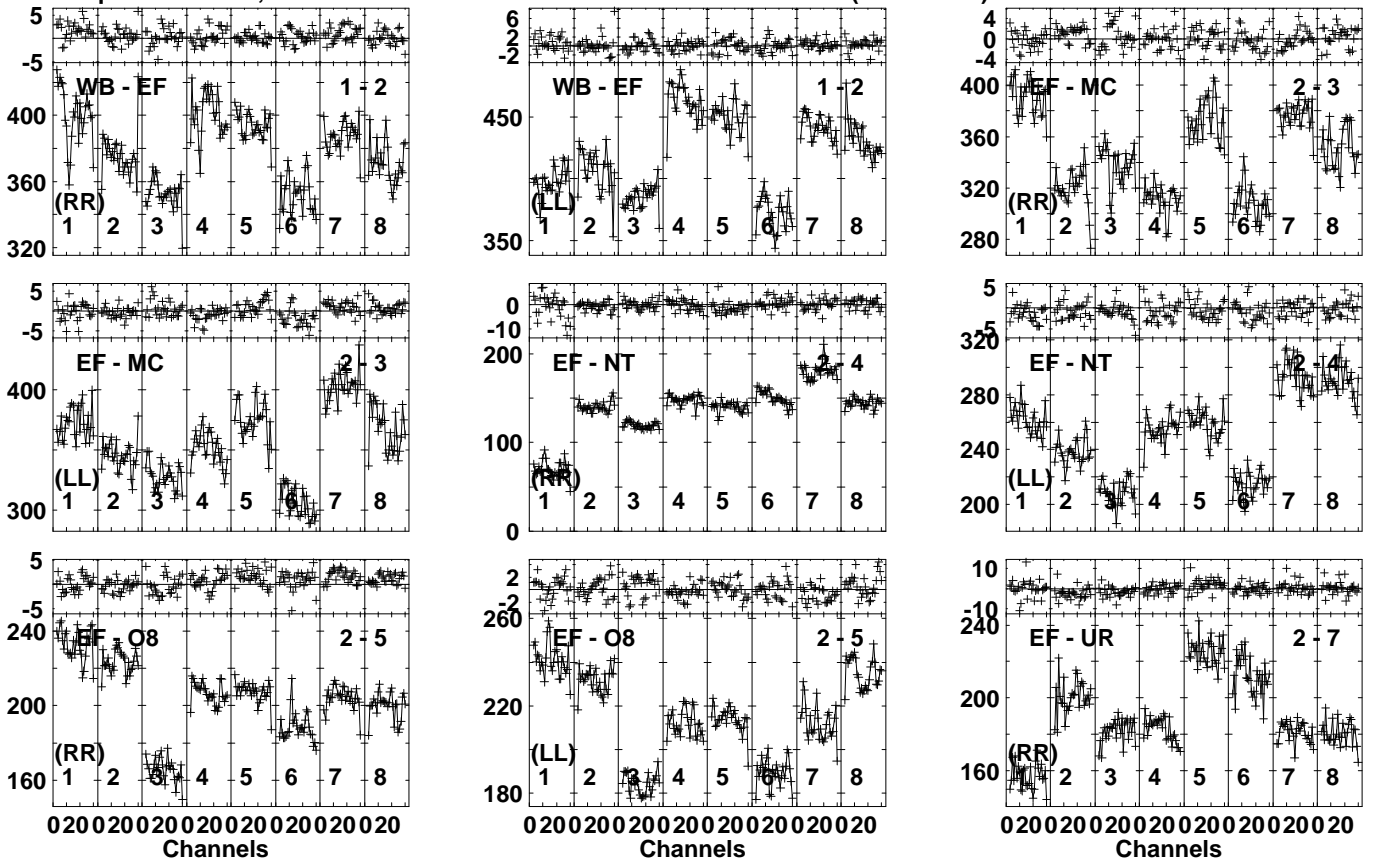 5
-5
WB - EF 1 - 2
400
360
320
(RR)
1 2 3 4 5 6 7 8
6
2
-2
WB - EF 1 - 2
450
350
(LL)
1 2 3 4 5 6 7 8
4
0
-4
EF - MC 2 - 3
400
360
320
280
(RR)
1 2 3 4 5 6 7 8
5
-5
EF - MC 2 - 3
400
300
(LL)
1 2 3 4 5 6 7 8
0
-10
EF - NT 2 - 4
200
100
0
(RR)
1 2 3 4 5 6 7 8
5
-5
EF - NT 2 - 4
320
280
240
200
(LL)
1 2 3 4 5 6 7 8
5
-5
EF - O8 2 - 5
240
200
160
(RR)
1 2 3 4 5 6 7 8
0 20 0 20 0 20 0 20 0 20 0 20 0 20 0 20
Channels
2
-2
EF - O8 2 - 5
260
220
180
(LL)
1 2 3 4 5 6 7 8
0 20 0 20 0 20 0 20 0 20 0 20 0 20 0 20
Channels
10
-10
EF - UR 2 - 7
240
200
160
(RR)
1 2 3 4 5 6 7 8
0 20 0 20 0 20 0 20 0 20 0 20 0 20 0 20
Channels